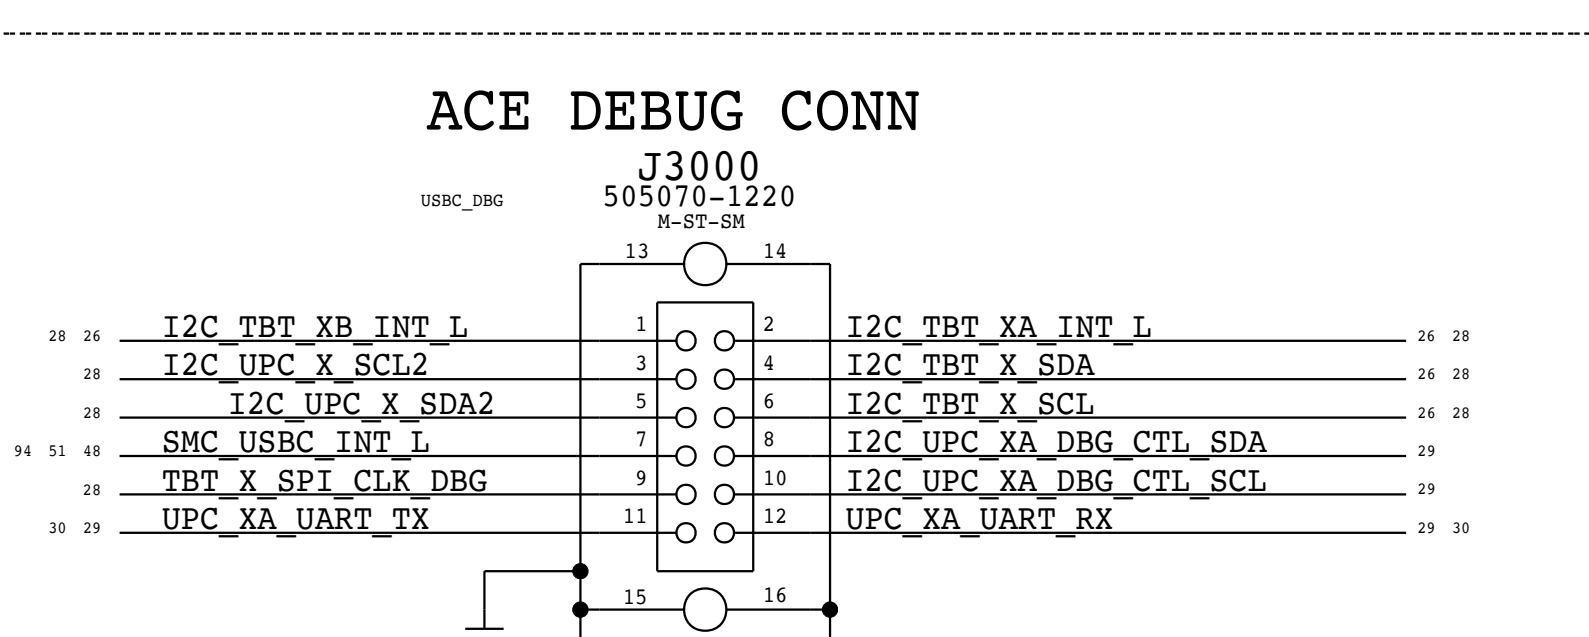 ACE DEBUG CONN
J3000
USBC_DBG 505070-1220
M-ST-SM
13 14
28 26 I2C_TBT_XB_INT_L 1 2 I2C_TBT_XA_INT_L 26 28
28 I2C_UPC_X_SCL2 3 4 I2C_TBT_X_SDA 26 28
28 I2C_UPC_X_SDA2 5 6 I2C_TBT_X_SCL 26 28
94 51 48 SMC_USBC_INT_L 7 8 I2C_UPC_XA_DBG_CTL_SDA 29
28 TBT_X_SPI_CLK_DBG 9 10 I2C_UPC_XA_DBG_CTL_SCL 29
30 29 UPC_XA_UART_TX 11 12 UPC_XA_UART_RX 29 30
15 16